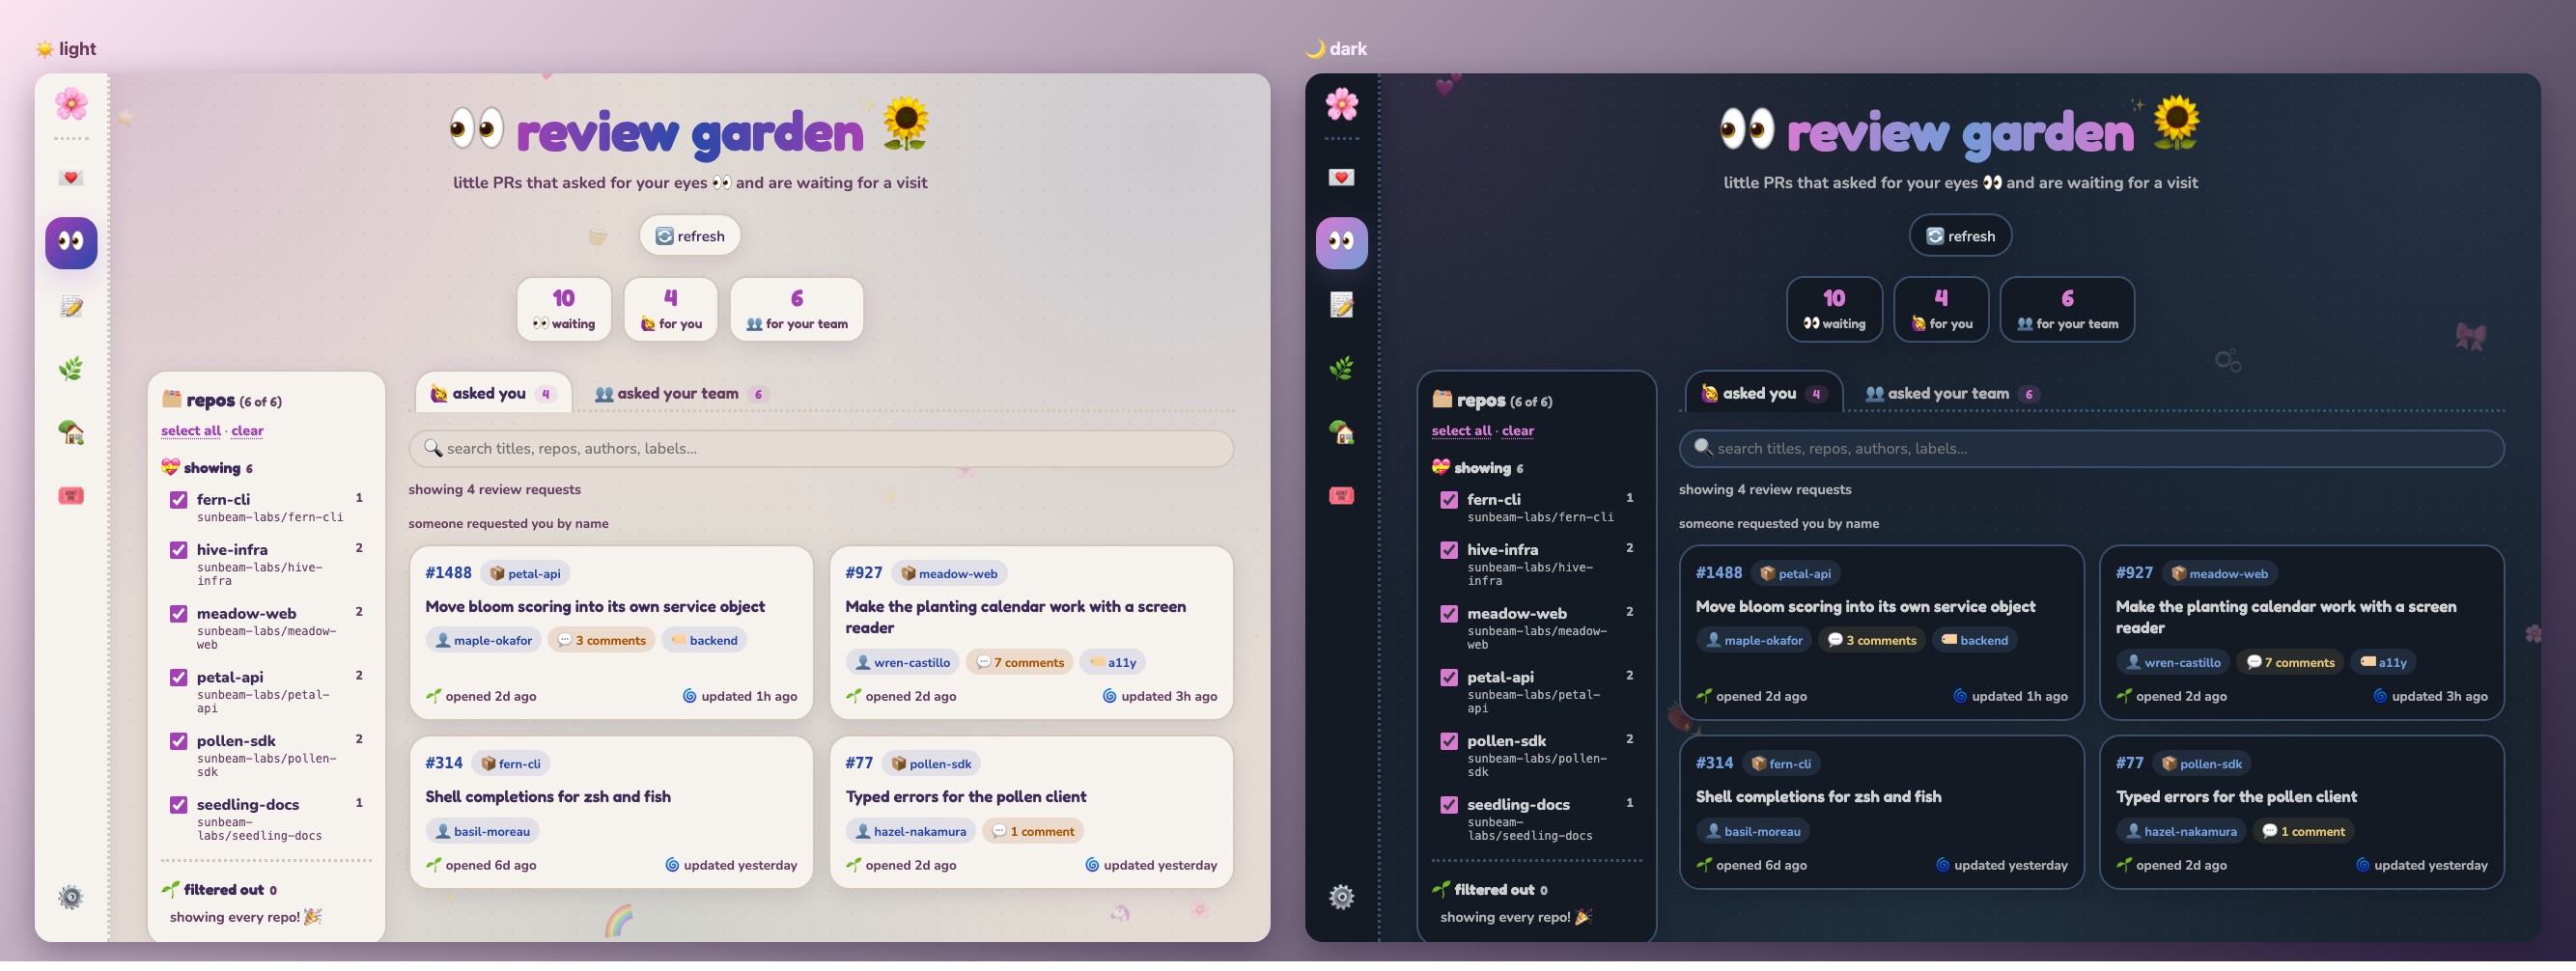 light
review garden
little PRs that asked for your eyes 👀 and are waiting for a visit
refresh
10
waiting
4
for you
6
for your team
repos (6 of 6)
select all · clear
showing 6
fern-cli 1
sunbeam-labs/fern-cli
hive-infra 2
sunbeam-labs/hive-
infra
meadow-web 2
sunbeam-labs/meadow-
web
petal-api 2
sunbeam-labs/petal-
api
pollen-sdk 2
sunbeam-labs/pollen-
sdk
seedling-docs 1
sunbeam-
labs/seedling-docs
filtered out 0
showing every repo!
asked you 4 asked your team 6
search titles, repos, authors, labels...
showing 4 review requests
someone requested you by name
#1488 petal-api
Move bloom scoring into its own service object
maple-okafor 3 comments backend
opened 2d ago updated 1h ago
#927 meadow-web
Make the planting calendar work with a screen
reader
wren-castillo 7 comments a11y
opened 2d ago updated 3h ago
#314 fern-cli
Shell completions for zsh and fish
basil-moreau
opened 6d ago updated yesterday
#77 pollen-sdk
Typed errors for the pollen client
hazel-nakamura 1 comment
opened 2d ago updated yesterday
dark
review garden
little PRs that asked for your eyes 👀 and are waiting for a visit
refresh
10
waiting
4
for you
6
for your team
repos (6 of 6)
select all · clear
showing 6
fern-cli 1
sunbeam-labs/fern-cli
hive-infra 2
sunbeam-labs/hive-
infra
meadow-web 2
sunbeam-labs/meadow-
web
petal-api 2
sunbeam-labs/petal-
api
pollen-sdk 2
sunbeam-labs/pollen-
sdk
seedling-docs 1
sunbeam-
labs/seedling-docs
filtered out 0
showing every repo!
asked you 4 asked your team 6
search titles, repos, authors, labels...
showing 4 review requests
someone requested you by name
#1488 petal-api
Move bloom scoring into its own service object
maple-okafor 3 comments backend
opened 2d ago updated 1h ago
#927 meadow-web
Make the planting calendar work with a screen
reader
wren-castillo 7 comments a11y
opened 2d ago updated 3h ago
#314 fern-cli
Shell completions for zsh and fish
basil-moreau
opened 6d ago updated yesterday
#77 pollen-sdk
Typed errors for the pollen client
hazel-nakamura 1 comment
opened 2d ago updated yesterday